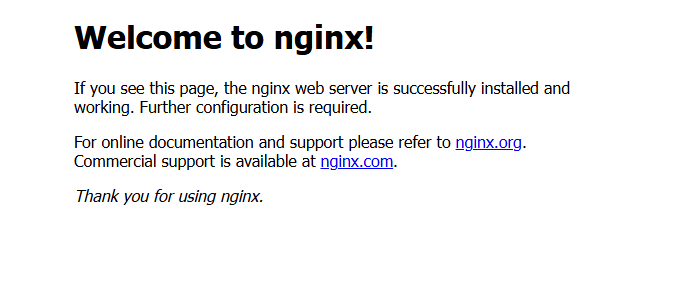 Welcome to nginx!
If you see this page, the nginx web server is successfully installed and
working. Further configuration is required.
For online documentation and support please refer to nginx.org.
Commercial support is available at nginx.com.
Thank you for using nginx.